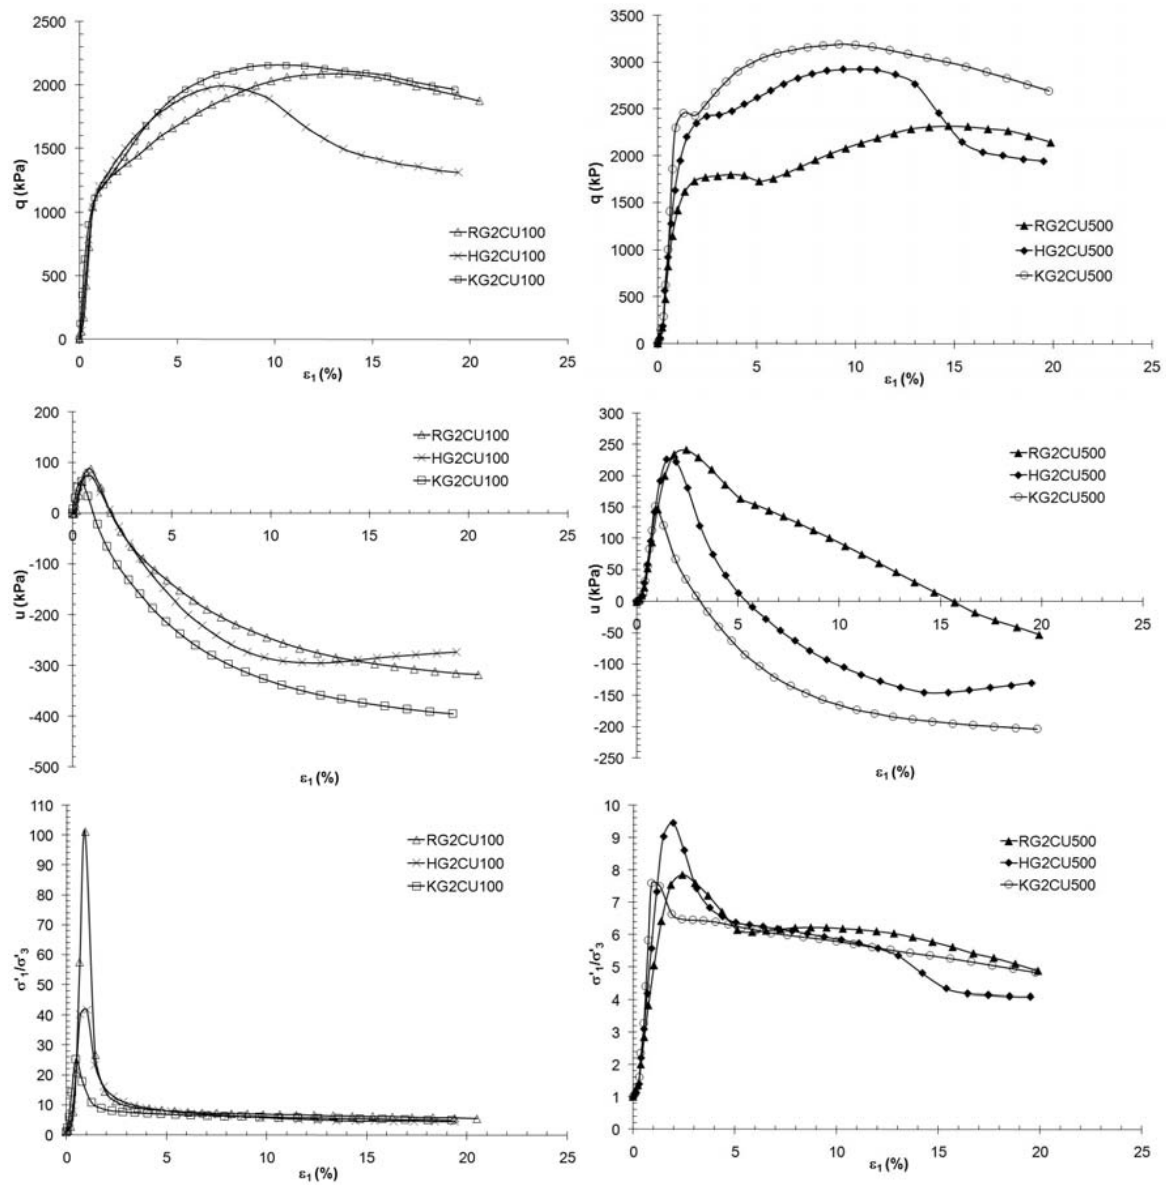 2500
2000
1500
1000
500
0
q (kPa)
0 5 10 15 20 25
ε1 (%)
RG2CU100
HG2CU100
KG2CU100
3500
3000
2500
2000
1500
1000
500
0
q (kP)
0 5 10 15 20 25
ε1 (%)
RG2CU500
HG2CU500
KG2CU500
200
100
0
-100
-200
-300
-400
-500
u (kPa)
0 5 10 15 20 25
ε1 (%)
RG2CU100
HG2CU100
KG2CU100
300
250
200
150
100
50
0
-50
-100
-150
-200
-250
u (kPa)
0 5 10 15 20 25
ε1 (%)
RG2CU500
HG2CU500
KG2CU500
110
100
90
80
70
60
50
40
30
20
10
0
σ'1/σ'3
0 5 10 15 20 25
ε1 (%)
RG2CU100
HG2CU100
KG2CU100
10
9
8
7
6
5
4
3
2
1
0
σ'1/σ'3
0 5 10 15 20 25
ε1 (%)
RG2CU500
HG2CU500
KG2CU500